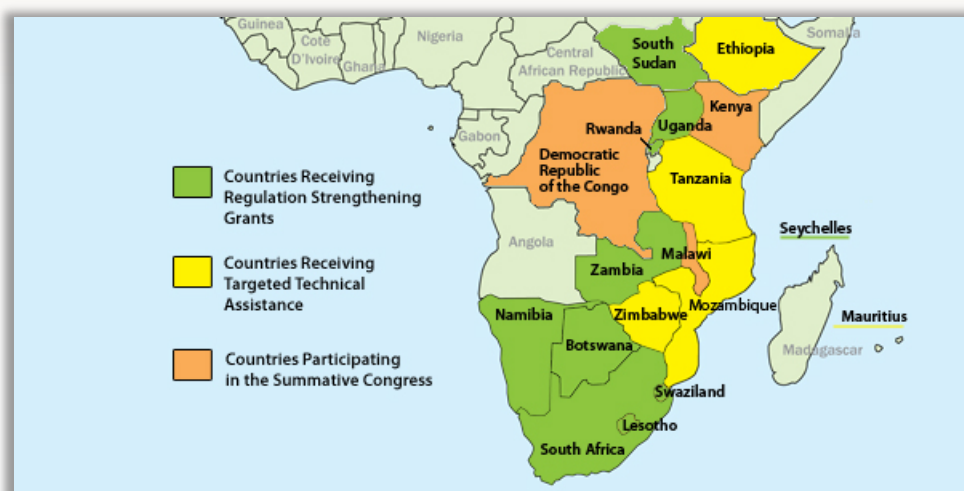 Guinea
Coté
D'Ivoire
Ghana
Nigeria
Central
African Republic
South
Sudan
Ethiopia
Somalia
Gabon
Rwanda
Uganda
Kenya
Democratic
Republic
of the Congo
Tanzania
Countries Receiving
Regulation Strengthening
Grants
Angola
Malawi
Seychelles
Zambia
Countries Receiving
Targeted Technical
Assistance
Namibia
Zimbabwe
Mozambique
Mauritius
Botswana
Madagascar
Countries Participating
in the Summative Congress
Swaziland
Lesotho
South Africa